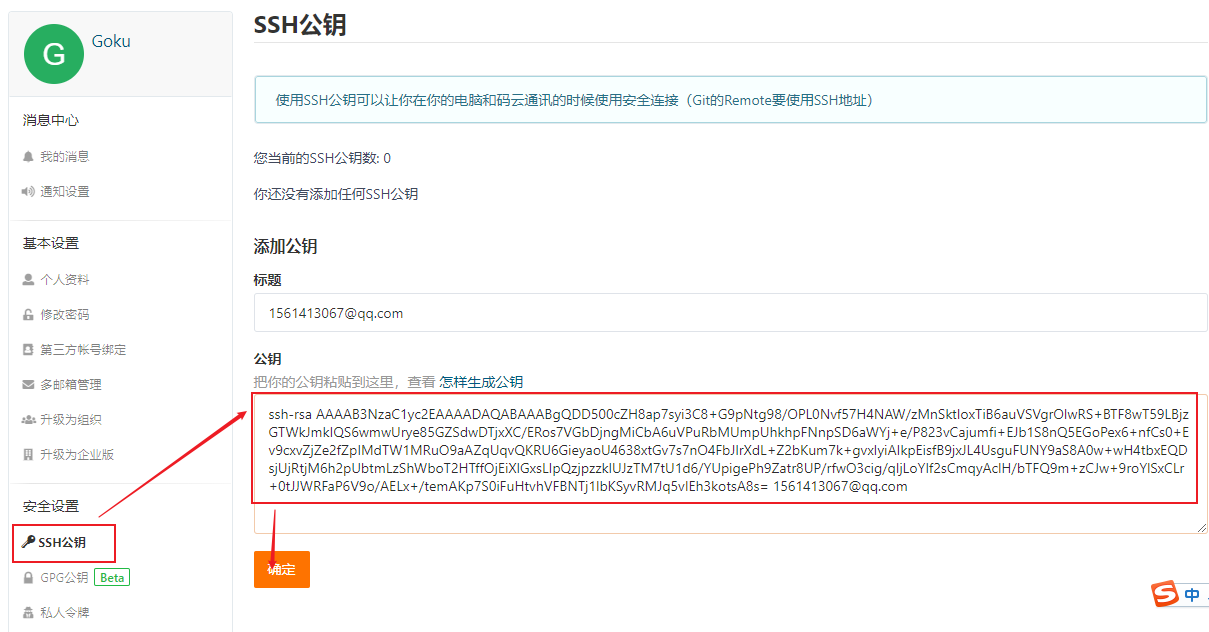 G
Goku
消息中心
我的消息
通知设置
基本设置
个人资料
修改密码
第三方帐号绑定
多邮箱管理
升级为组织
升级为企业版
安全设置
SSH公钥
GPG公钥 Beta
私人令牌
SSH公钥
使用SSH公钥可以让你在你的电脑和码云通讯的时候使用安全连接（Git的Remote要使用SSH地址）
您当前的SSH公钥数: 0
你还没有添加任何SSH公钥
添加公钥
标题
1561413067@qq.com
公钥
把你的公钥粘贴到这里，查看 怎样生成公钥
ssh-rsa AAAAB3NzaC1yc2EAAAADAQABAAABgQDD500cZH8ap7syi3C8+G9pNtg98/OPL0Nvf57H4NAW/zMnSktIoxTiB6auVSVgrOIwRS+BTF8wT59LBjz
GTWkJmkIQS6wmwUrye85GZSdwDTjxXC/ERos7VGbDjngMiCbA6uVPuRbMUmpUhkhpFNnpSD6aWYj+e/P823vCajumfi+EJb1S8nQ5EGoPex6+nfCs0+E
v9cxvZjZe2fZpIMdTW1MRuO9aAZqUqvQKRU6GieyaoU4638xtGv7s7nO4FbJIrXdL+Z2bKum7k+gvxIyiAIkpEisfB9jxJL4UsguFUNY9aS8A0w+wH4tbxEQD
sjUjRtjM6h2pUbtmLzShWboT2HTffOjEiXIGxsLIpQzjpzzkIUJzTM7tU1d6/YUpigePh9Zatr8UP/rfwO3cig/qIjLoYIf2sCmqyAcIH/bTFQ9m+zCJw+9roYlSxCLr
+0tJJWRFaP6V9o/AELx+/temAKp7S0iFuHtvhVFBNTj1IbKSyvRMJq5vIEh3kotsA8s= 1561413067@qq.com
确定
中